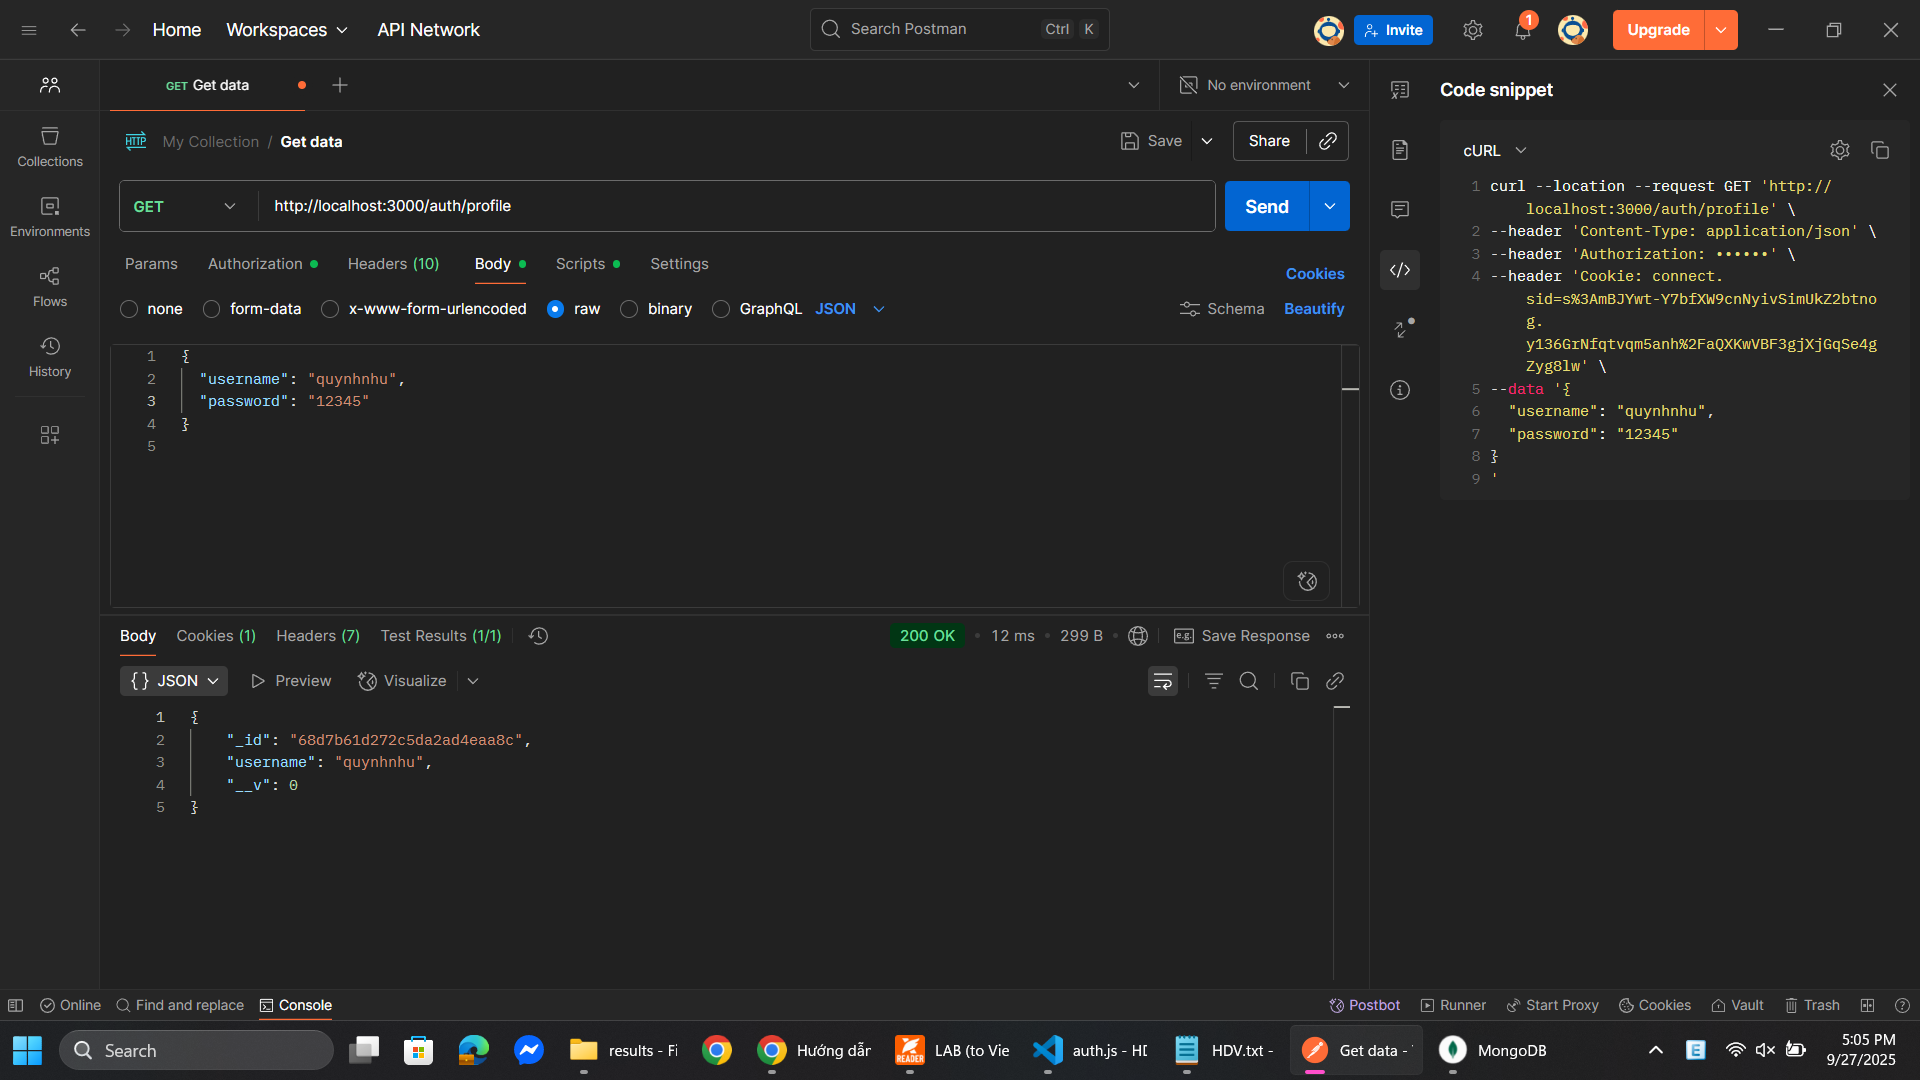 Home Workspaces API Network
Search Postman Ctrl K
Invite
1
Upgrade
GET Get data
No environment
Collections
Environments
Flows
History
HTTP My Collection / Get data
Save
Share
GET http://localhost:3000/auth/profile
Send
Params Authorization Headers (10) Body Scripts Settings
Cookies
none form-data x-www-form-urlencoded raw binary GraphQL JSON
Schema Beautify
1 {
2 "username": "quynhnhu",
3 "password": "12345"
4 }
5
Body Cookies (1) Headers (7) Test Results (1/1)
200 OK • 12 ms • 299 B •
e.g. Save Response
{} JSON Preview Visualize
1 {
2 "_id": "68d7b61d272c5da2ad4eaa8c",
3 "username": "quynhnhu",
4 "__v": 0
5 }
Code snippet
cURL
1 curl --location --request GET 'http://
localhost:3000/auth/profile' \
2 --header 'Content-Type: application/json' \
3 --header 'Authorization: ••••••' \
4 --header 'Cookie: connect.
sid=s%3AmBJYwt-Y7bfXW9cnNyivSimUkZ2btno
g.
y136GrNfqtvqm5anh%2FaQXKwVBF3gjXjGqSe4g
Zyg8lw' \
5 --data '{
6 "username": "quynhnhu",
7 "password": "12345"
8 }
9 '
Online Find and replace Console
Postbot Runner Start Proxy Cookies Vault Trash
Search
results - Fi
Hướng dẫn
READER
LAB (to Vie
auth.js - HD
HDV.txt -
Get data -
MongoDB
E
5:05 PM
9/27/2025